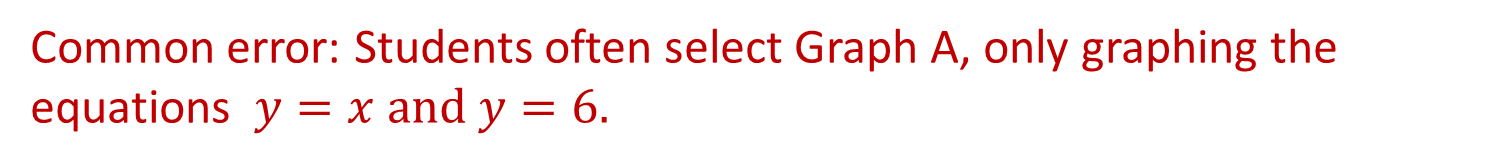 Common error: Students often select Graph A, only graphing the
equations y = x and y = 6.